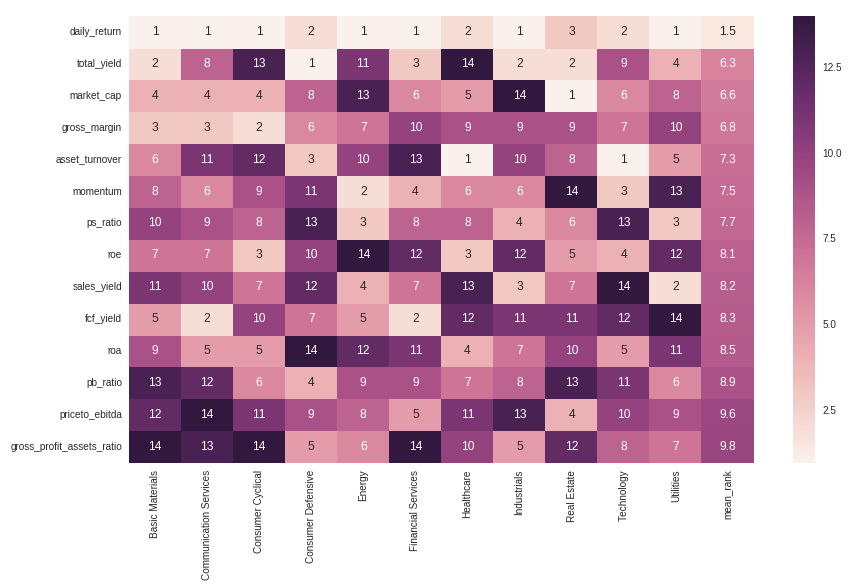 daily_return 1 1 1 2 1 1 2 1 3 2 1 1.5
total_yield 2 8 13 1 11 3 14 2 2 9 4 6.3
market_cap 4 4 4 8 13 6 5 14 1 6 8 6.6
gross_margin 3 3 2 6 7 10 9 9 9 7 10 6.8
asset_turnover 6 11 12 3 10 13 1 10 8 1 5 7.3
momentum 8 6 9 11 2 4 6 6 14 3 13 7.5
ps_ratio 10 9 8 13 3 8 8 4 6 13 3 7.7
roe 7 7 3 10 14 12 3 12 5 4 12 8.1
sales_yield 11 10 7 12 4 7 13 3 7 14 2 8.2
fcf_yield 5 2 10 7 5 2 12 11 11 12 14 8.3
roa 9 5 5 14 12 11 4 7 10 5 11 8.5
pb_ratio 13 12 6 4 9 9 7 8 13 11 6 8.9
priceto_ebitda 12 14 11 9 8 5 11 13 4 10 9 9.6
gross_profit_assets_ratio 14 13 14 5 6 14 10 5 12 8 7 9.8
Basic Materials
Communication Services
Consumer Cyclical
Consumer Defensive
Energy
Financial Services
Healthcare
Industrials
Real Estate
Technology
Utilities
mean_rank
12.5
10.0
7.5
5.0
2.5